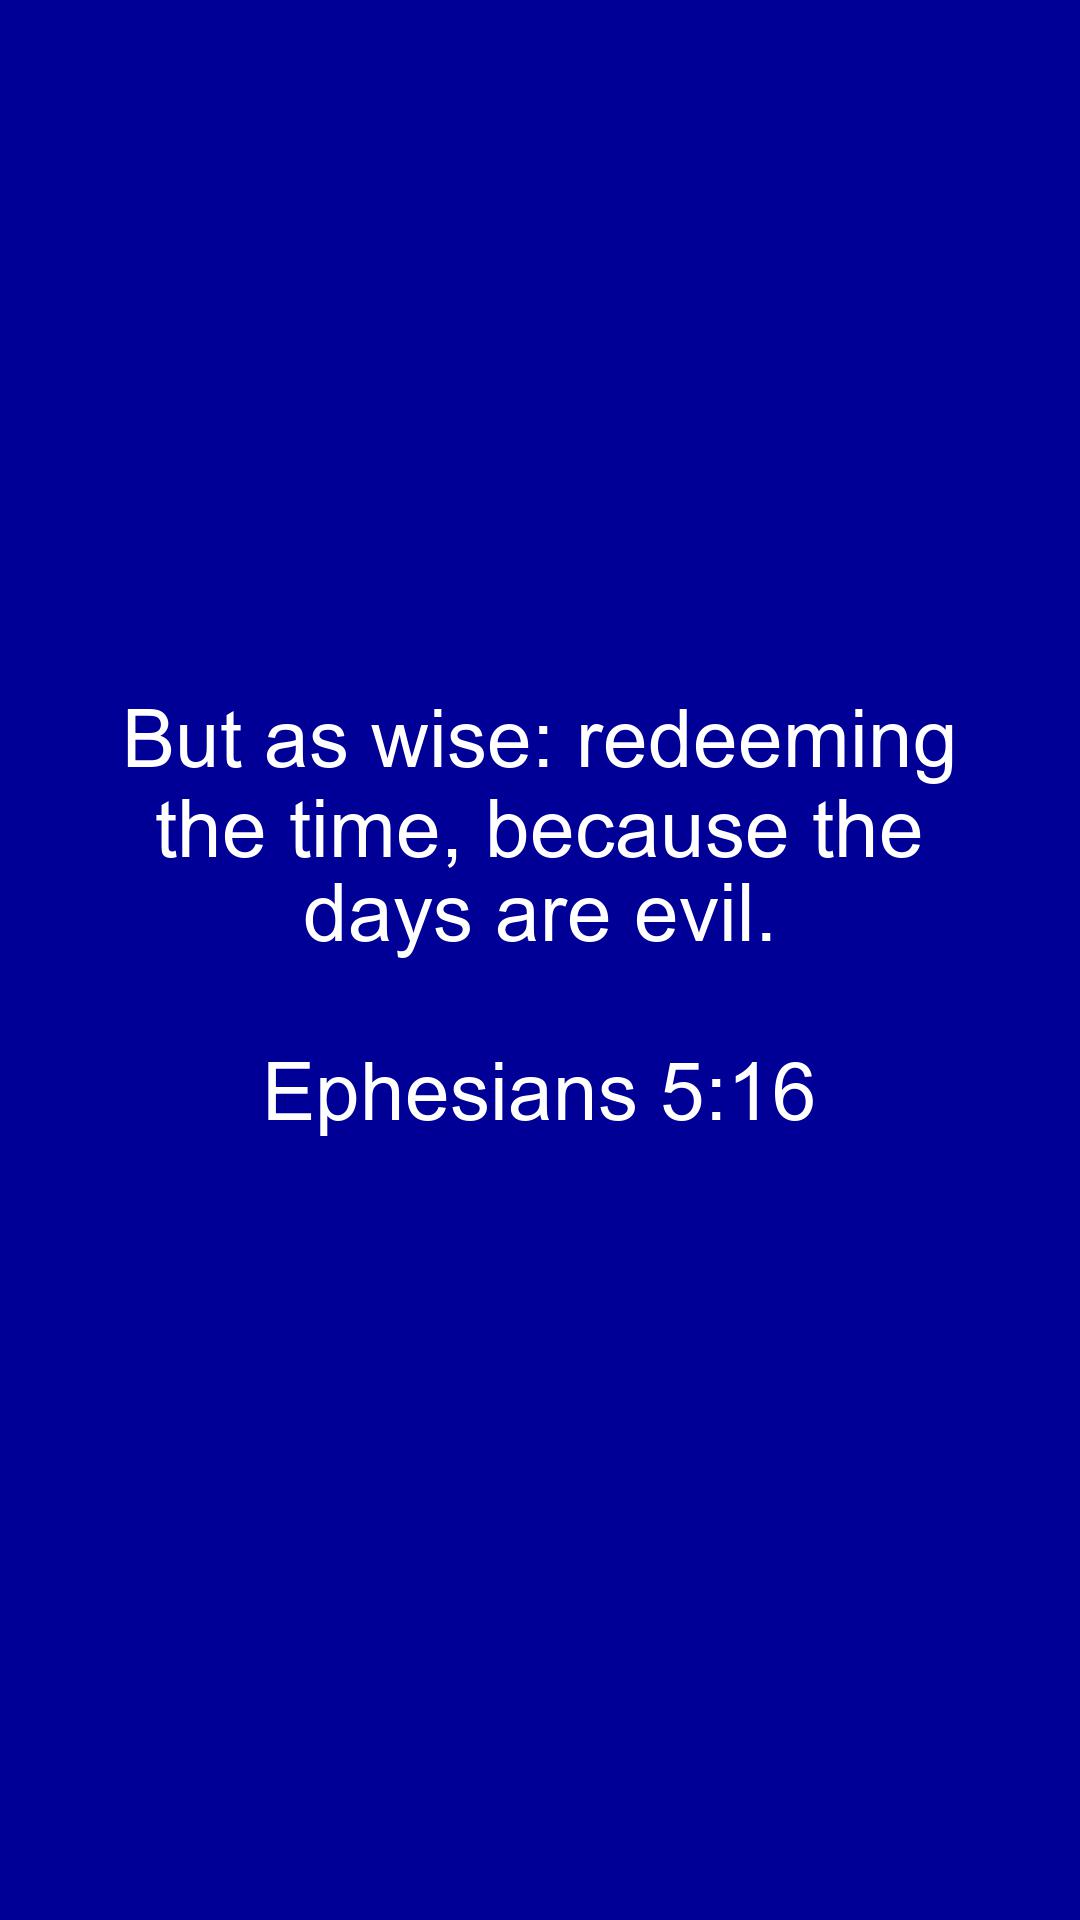 But as wise: redeeming
the time, because the
days are evil.
Ephesians 5:16